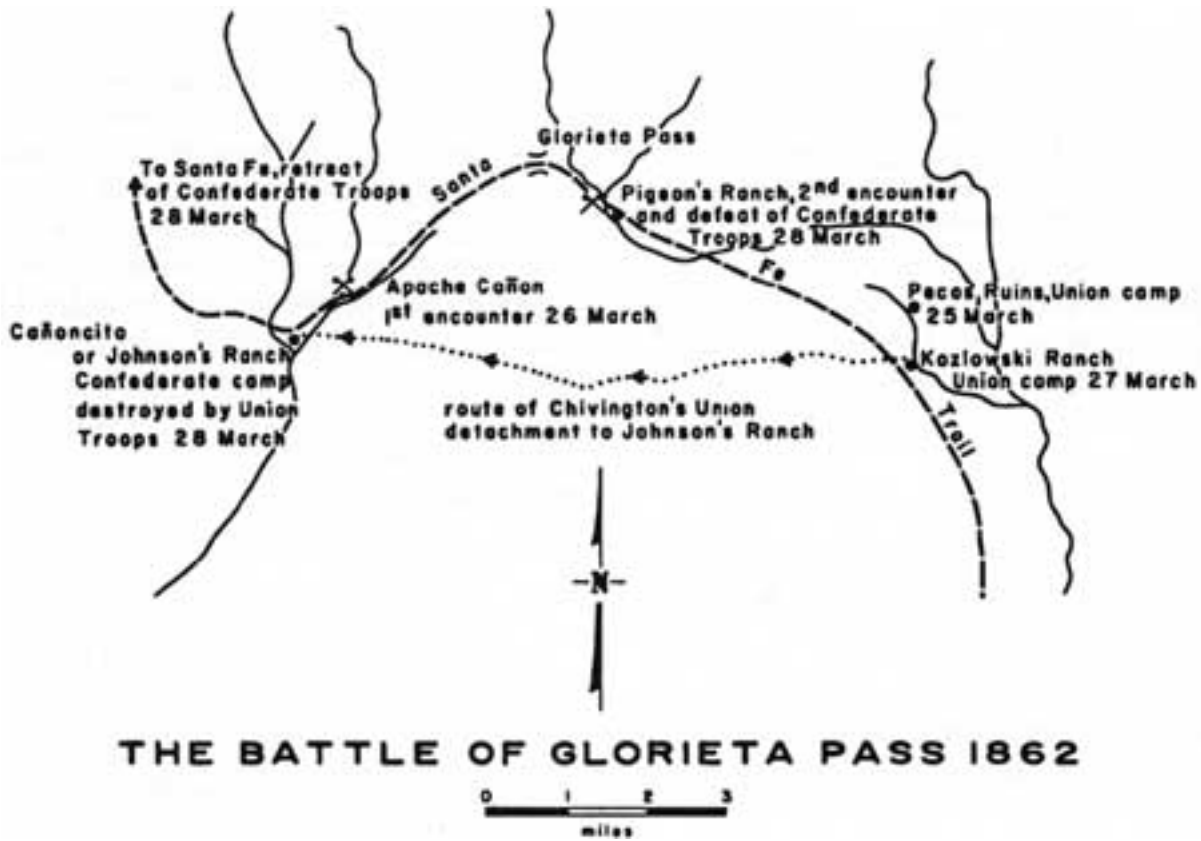 Glorieta Pass
To Santa Fe, retreat
of Confederate Troops
28 March
Santa
Pigeon's Ranch, 2nd encounter
and defeat of Confederate
Troops 28 March
Fe
Apache Cañon
1st encounter 26 March
Pecos, Ruins, Union camp
25 March
Cañoncito
or Johnson's Ranch
Confederate camp
destroyed by Union
Troops 28 March
Kozlowski Ranch
Union camp 27 March
route of Chivington's Union
detachment to Johnson's Ranch
Trail
N
THE BATTLE OF GLORIETA PASS 1862
0 1 2 3
miles